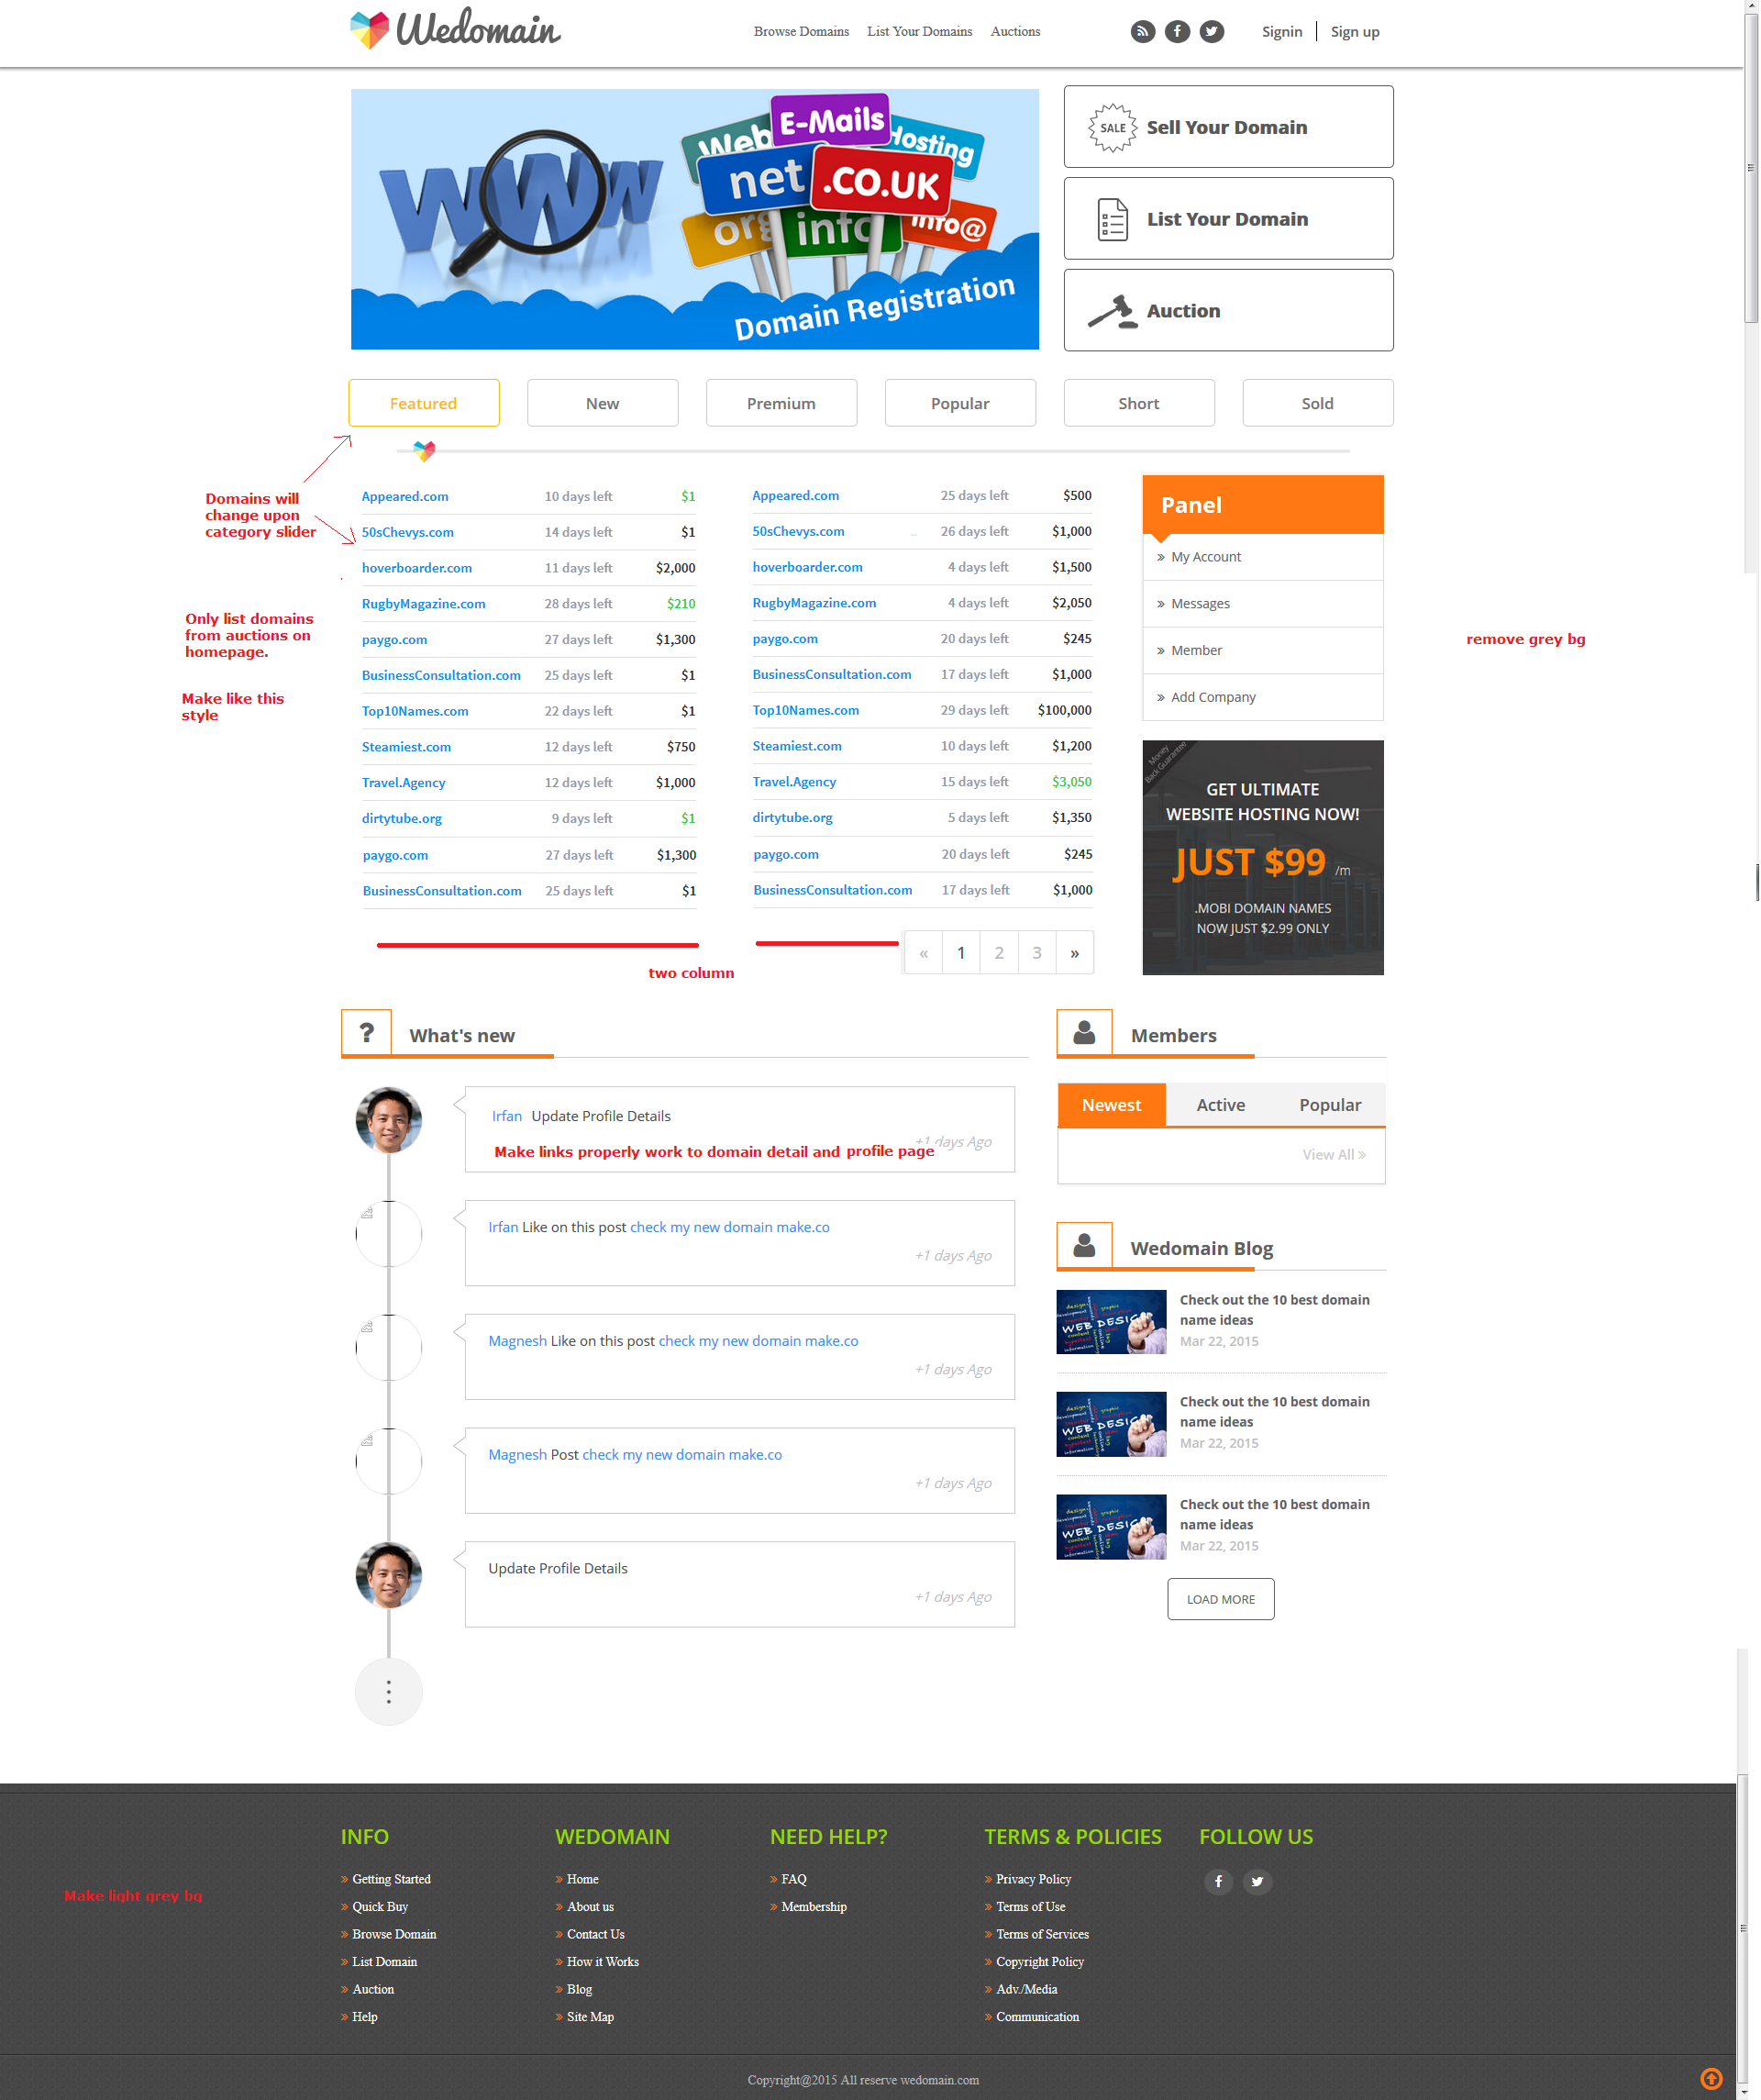 Wedomain
Browse Domains List Your Domains Auctions
Signin Sign up
Web E-Mails Hosting
net .CO.UK
org info info@
WWW
Domain Registration
SALE Sell Your Domain
List Your Domain
Auction
Featured New Premium Popular Short Sold
Domains will
change upon
category slider
Only list domains
from auctions on
homepage.
Make like this
style
Appeared.com 10 days left $1
50sChevys.com 14 days left $1
hoverboarder.com 11 days left $2,000
RugbyMagazine.com 28 days left $210
paygo.com 27 days left $1,300
BusinessConsultation.com 25 days left $1
Top10Names.com 22 days left $1
Steamiest.com 12 days left $750
Travel.Agency 12 days left $1,000
dirtytube.org 9 days left $1
paygo.com 27 days left $1,300
BusinessConsultation.com 25 days left $1
Appeared.com 25 days left $500
50sChevys.com 26 days left $1,000
hoverboarder.com 4 days left $1,500
RugbyMagazine.com 4 days left $2,050
paygo.com 20 days left $245
BusinessConsultation.com 17 days left $1,000
Top10Names.com 29 days left $100,000
Steamiest.com 10 days left $1,200
Travel.Agency 15 days left $3,050
dirtytube.org 5 days left $1,350
paygo.com 20 days left $245
BusinessConsultation.com 17 days left $1,000
« 1 2 3 »
two column
Panel
» My Account
» Messages
» Member
» Add Company
remove grey bg
Money
Back Guarantee
GET ULTIMATE
WEBSITE HOSTING NOW!
JUST $99 /m
.MOBI DOMAIN NAMES
NOW JUST $2.99 ONLY
? What's new
Irfan Update Profile Details
+1 days Ago
Make links properly work to domain detail and profile page
Irfan Like on this post check my new domain make.co
+1 days Ago
Magnesh Like on this post check my new domain make.co
+1 days Ago
Magnesh Post check my new domain make.co
+1 days Ago
Update Profile Details
+1 days Ago
Members
Newest Active Popular
View All »
Wedomain Blog
WEB DESIG
Check out the 10 best domain
name ideas
Mar 22, 2015
WEB DESIG
Check out the 10 best domain
name ideas
Mar 22, 2015
WEB DESIG
Check out the 10 best domain
name ideas
Mar 22, 2015
LOAD MORE
Make light grey bg
INFO
» Getting Started
» Quick Buy
» Browse Domain
» List Domain
» Auction
» Help
WEDOMAIN
» Home
» About us
» Contact Us
» How it Works
» Blog
» Site Map
NEED HELP?
» FAQ
» Membership
TERMS & POLICIES
» Privacy Policy
» Terms of Use
» Terms of Services
» Copyright Policy
» Adv./Media
» Communication
FOLLOW US
Copyright@2015 All reserve wedomain.com